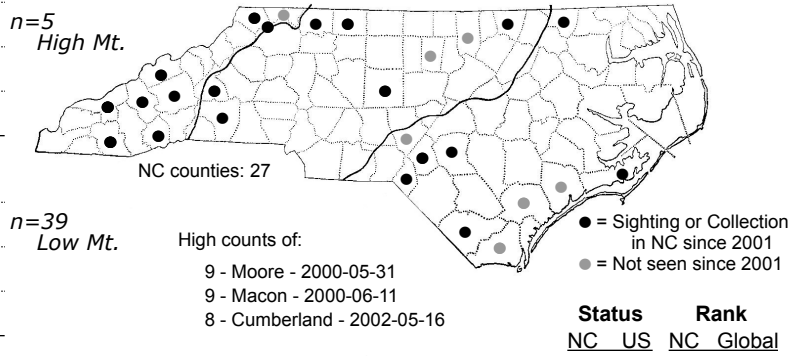 n=5
High Mt.
NC counties: 27
n=39
Low Mt.
High counts of:
9 - Moore - 2000-05-31
9 - Macon - 2000-06-11
8 - Cumberland - 2002-05-16
= Sighting or Collection
in NC since 2001
= Not seen since 2001
Status Rank
NC US NC Global